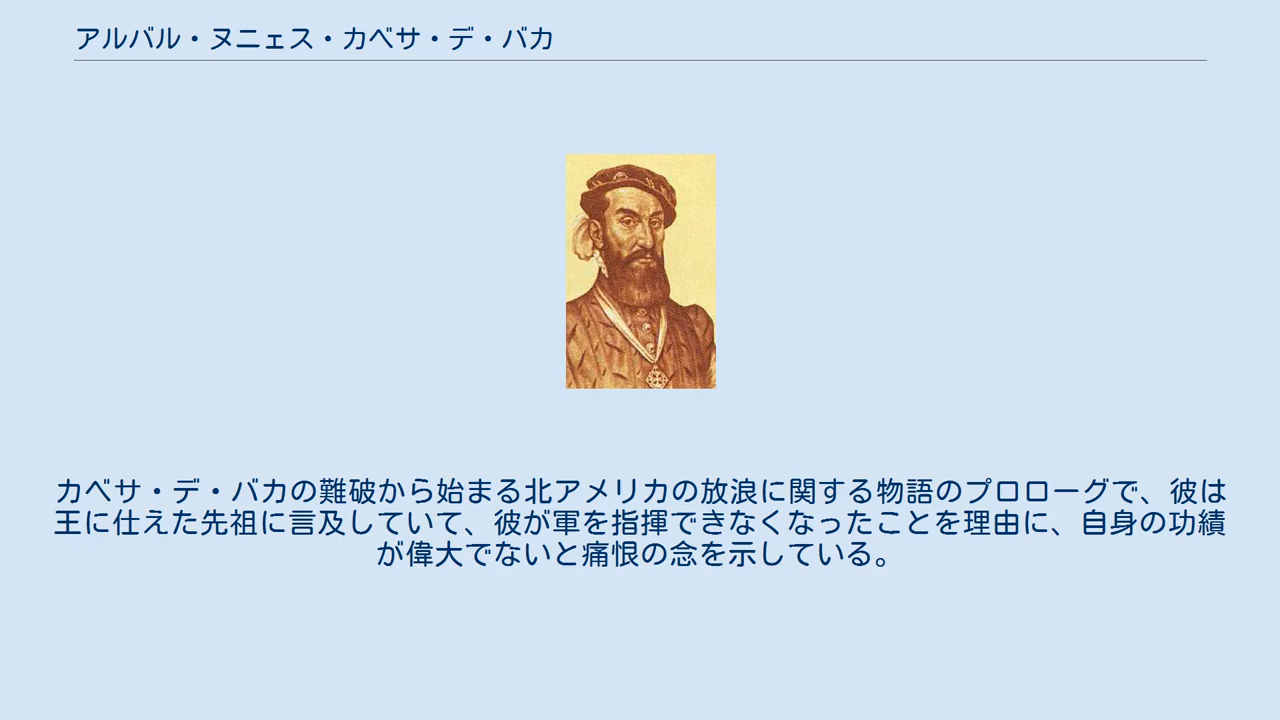 アルバル・ヌニェス・カベサ・デ・バカ
カベサ・デ・バカの難破から始まる北アメリカの放浪に関する物語のプロローグで、彼は
王に仕えた先祖に言及していて、彼が軍を指揮できなくなったことを理由に、自身の功績
が偉大でないと痛恨の念を示している。